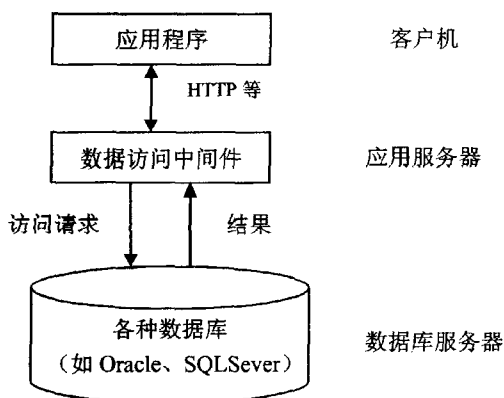 应用程序
客户机
HTTP 等
数据访问中间件
应用服务器
访问请求
结果
各种数据库
（如 Oracle、SQLSever）
数据库服务器